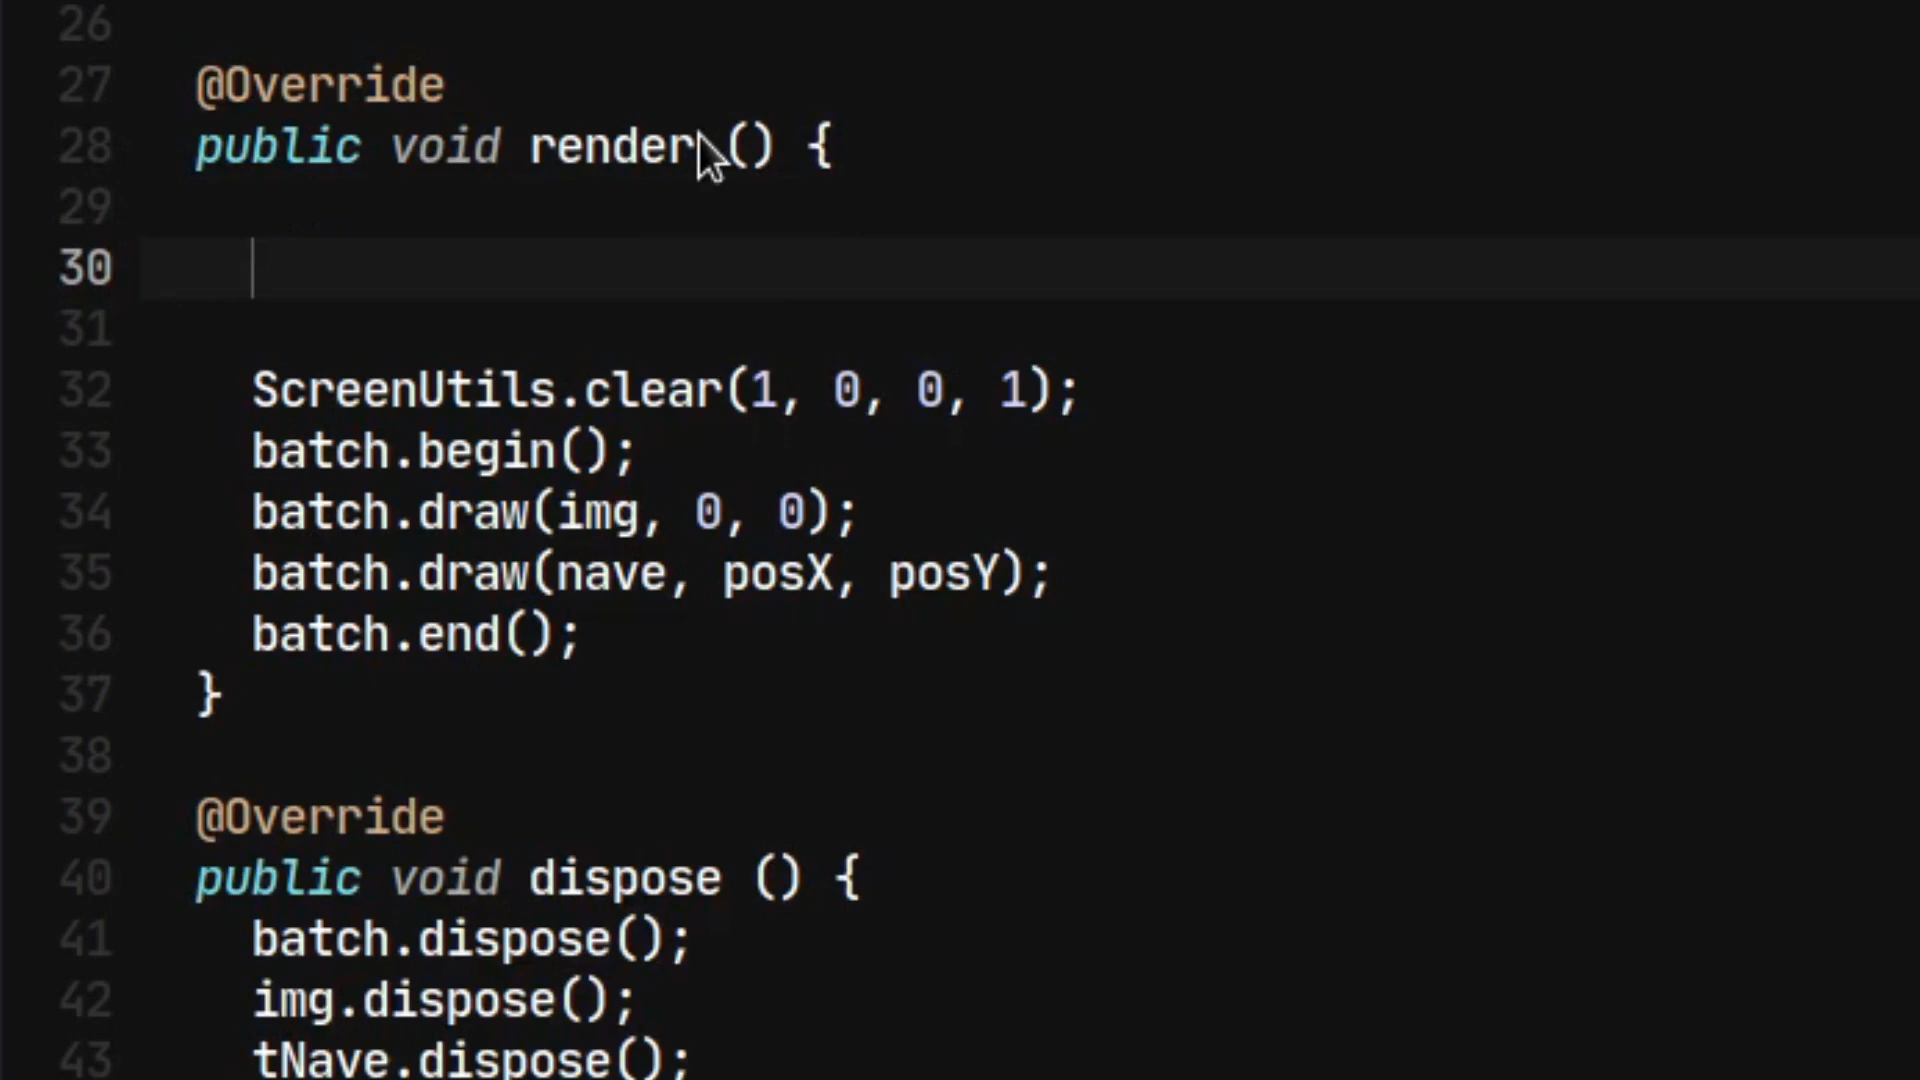 26
27 @Override
28 public void render () {
29
30
31
32 ScreenUtils.clear(1, 0, 0, 1);
33 batch.begin();
34 batch.draw(img, 0, 0);
35 batch.draw(nave, posX, posY);
36 batch.end();
37 }
38
39 @Override
40 public void dispose () {
41 batch.dispose();
42 img.dispose();
43 tNave.dispose();